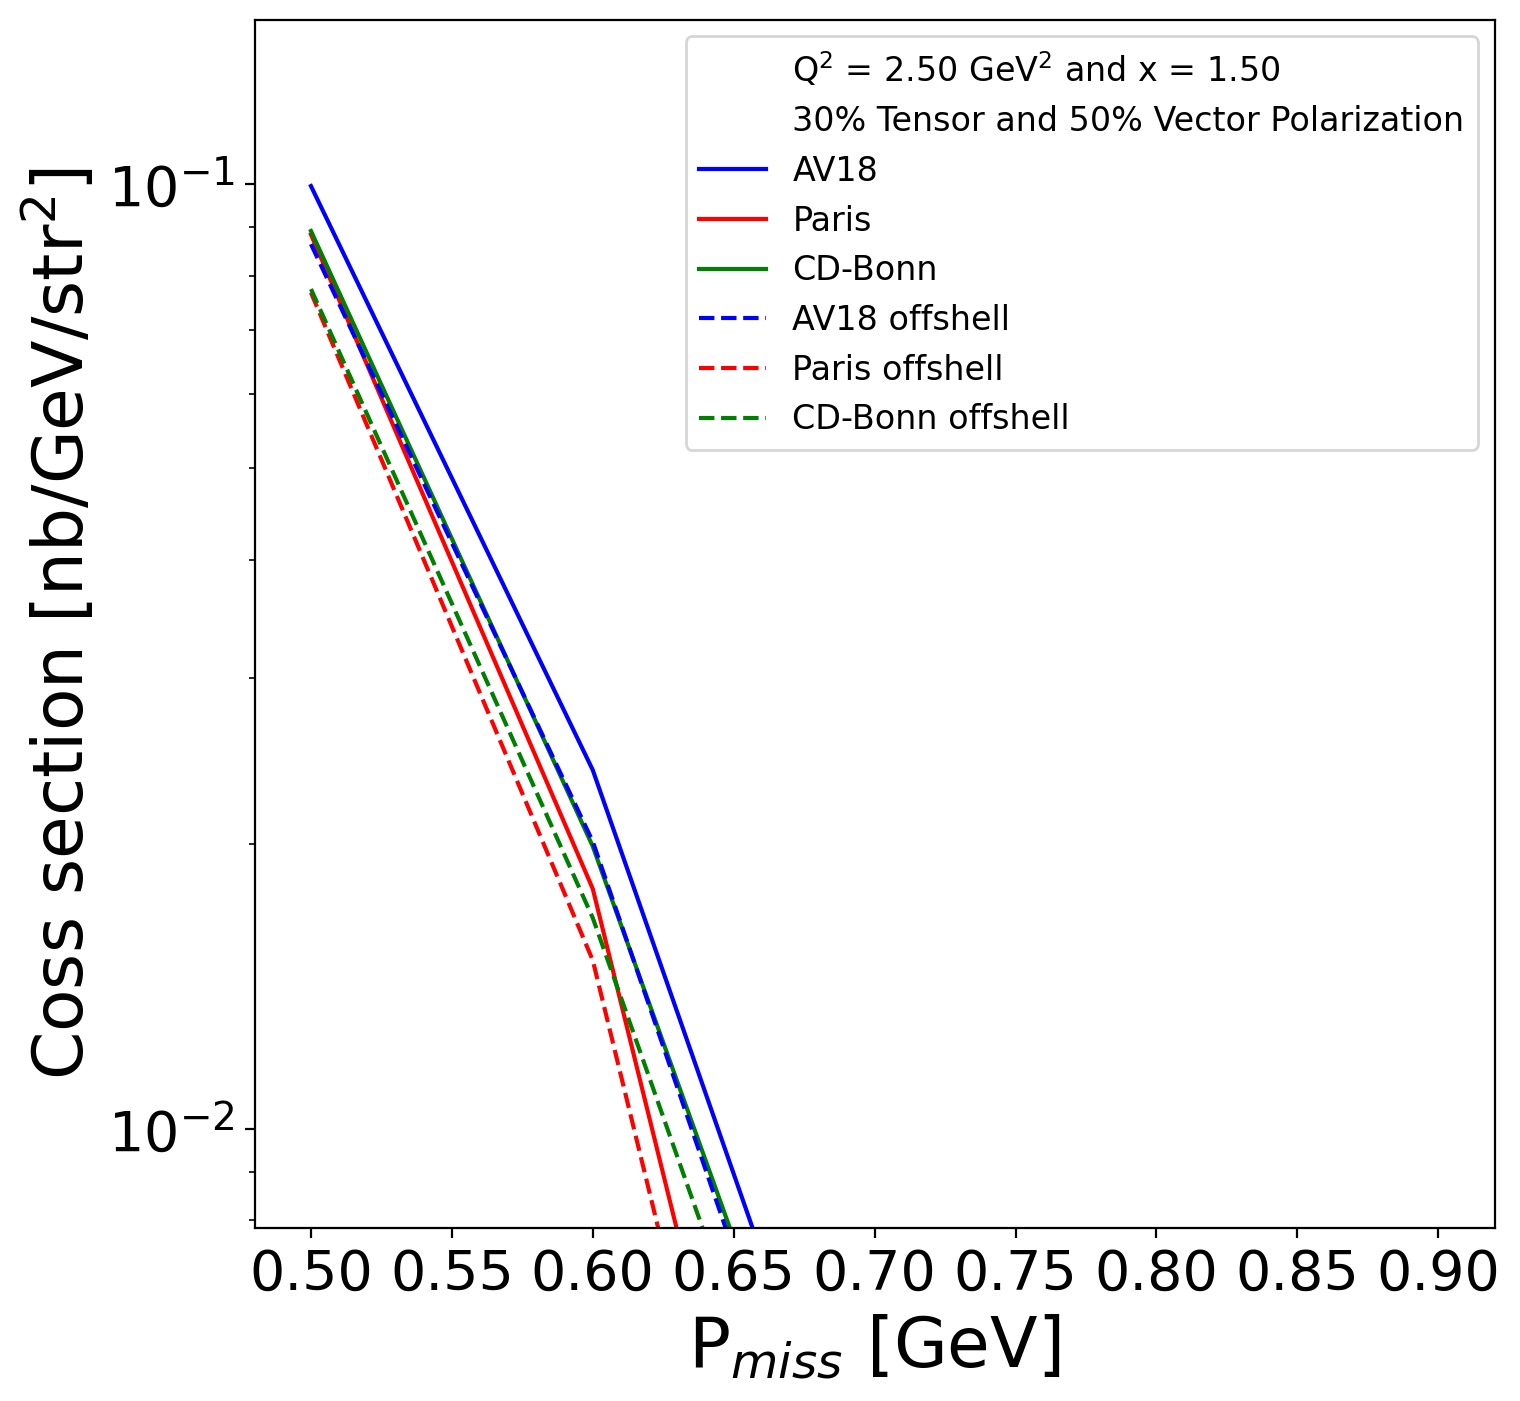 Q² = 2.50 GeV² and x = 1.50
30% Tensor and 50% Vector Polarization
AV18
Paris
CD-Bonn
AV18 offshell
Paris offshell
CD-Bonn offshell
Coss section [nb/GeV/str²]
10⁻¹
10⁻²
0.50 0.55 0.60 0.65 0.70 0.75 0.80 0.85 0.90
P_miss [GeV]